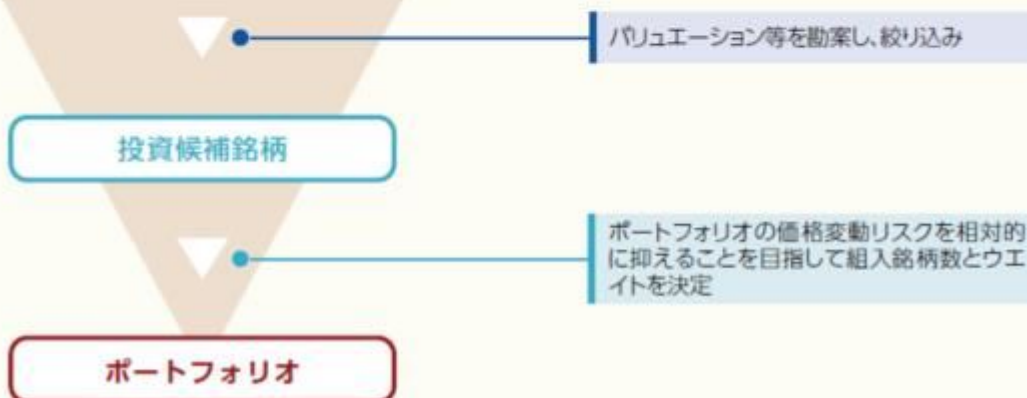 バリュエーション等を勘案し、絞り込み
投資候補銘柄
ポートフォリオの価格変動リスクを相対的
に抑えることを目指して組入銘柄数とウエ
イトを決定
ポートフォリオ